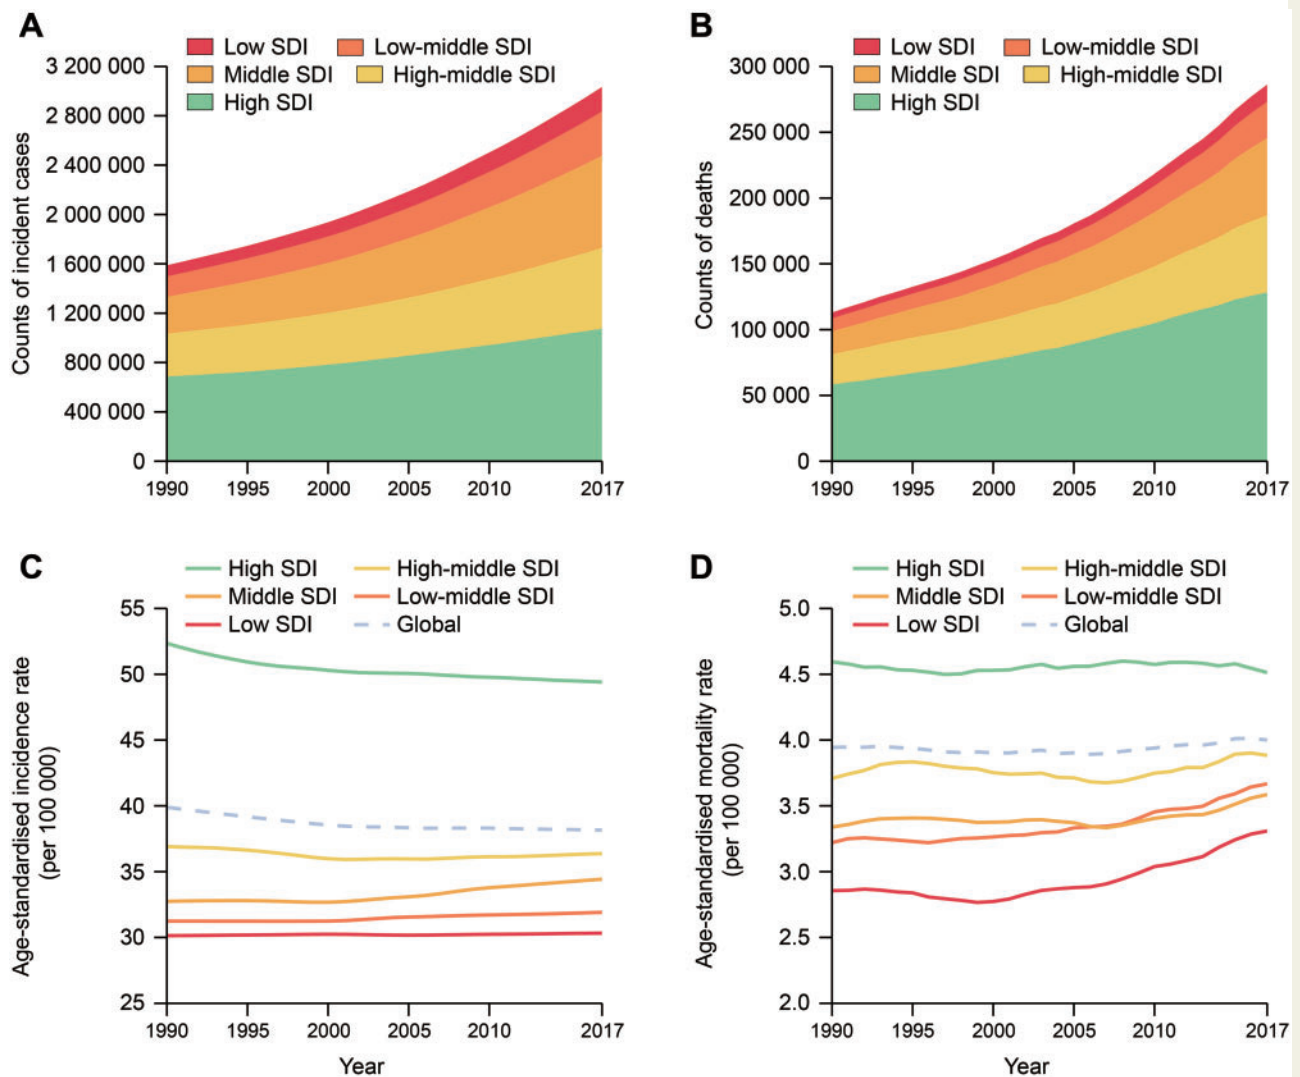 A
Low SDI
Low-middle SDI
Middle SDI
High-middle SDI
High SDI
3 200 000
2 800 000
2 400 000
2 000 000
1 600 000
1 200 000
800 000
400 000
0
Counts of incident cases
1990
1995
2000
2005
2010
2017
B
Low SDI
Low-middle SDI
Middle SDI
High-middle SDI
High SDI
300 000
250 000
200 000
150 000
100 000
50 000
0
Counts of deaths
1990
1995
2000
2005
2010
2017
C
High SDI
High-middle SDI
Middle SDI
Low-middle SDI
Low SDI
Global
55
50
45
40
35
30
25
Age-standardised incidence rate
(per 100 000)
1990
1995
2000
2005
2010
2017
Year
D
High SDI
High-middle SDI
Middle SDI
Low-middle SDI
Low SDI
Global
5.0
4.5
4.0
3.5
3.0
2.5
2.0
Age-standardised mortality rate
(per 100 000)
1990
1995
2000
2005
2010
2017
Year